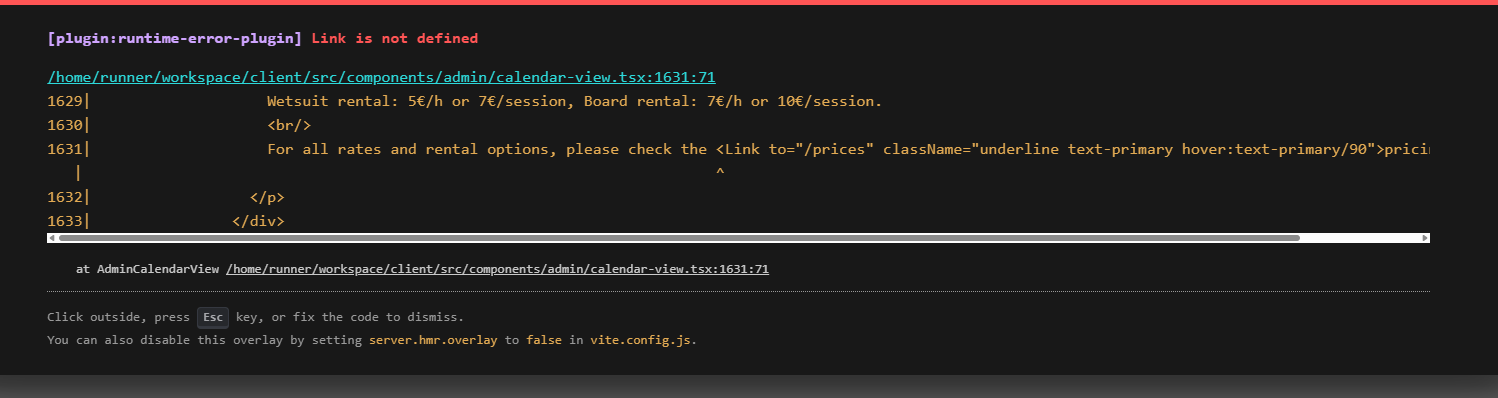 [plugin:runtime-error-plugin] Link is not defined
/home/runner/workspace/client/src/components/admin/calendar-view.tsx:1631:71
1629|                    Wetsuit rental: 5€/h or 7€/session, Board rental: 7€/h or 10€/session.
1630|                    <br/>
1631|                    For all rates and rental options, please check the <Link to="/prices" className="underline text-primary hover:text-primary/90">pricin
   |                                                                       ^
1632|                  </p>
1633|                </div>
at AdminCalendarView /home/runner/workspace/client/src/components/admin/calendar-view.tsx:1631:71
Click outside, press Esc key, or fix the code to dismiss.
You can also disable this overlay by setting server.hmr.overlay to false in vite.config.js.